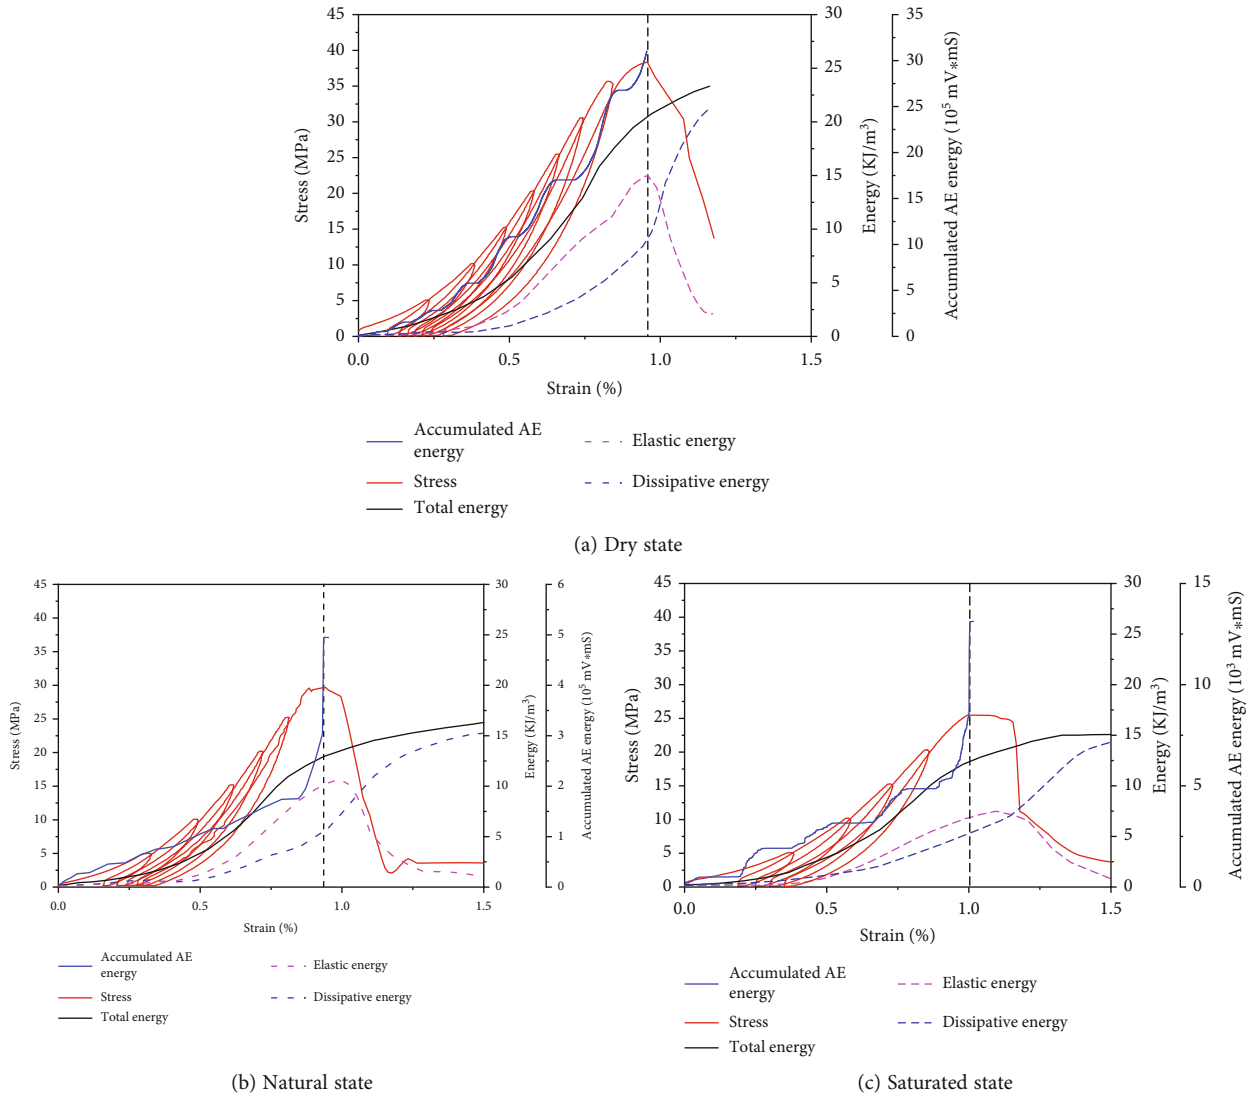 45
40
35
30
25
20
15
10
5
0
Stress (MPa)
30
25
20
15
10
5
0
Energy (KJ/m³)
35
30
25
20
15
10
5
0
Accumulated AE energy (10⁵ mV*mS)
0.0 0.5 1.0 1.5
Strain (%)
Accumulated AE
energy
Stress
Total energy
Elastic energy
Dissipative energy
(a) Dry state
45
40
35
30
25
20
15
10
5
0
Stress (MPa)
30
25
20
15
10
5
0
Energy (KJ/m³)
6
5
4
3
2
1
0
Accumulated AE energy (10⁵ mV*mS)
0.0 0.5 1.0 1.5
Strain (%)
Accumulated AE
energy
Stress
Total energy
Elastic energy
Dissipative energy
(b) Natural state
45
40
35
30
25
20
15
10
5
0
Stress (MPa)
30
25
20
15
10
5
0
Energy (KJ/m³)
15
10
5
0
Accumulated AE energy (10³ mV*mS)
0.0 0.5 1.0 1.5
Strain (%)
Accumulated AE
energy
Stress
Total energy
Elastic energy
Dissipative energy
(c) Saturated state